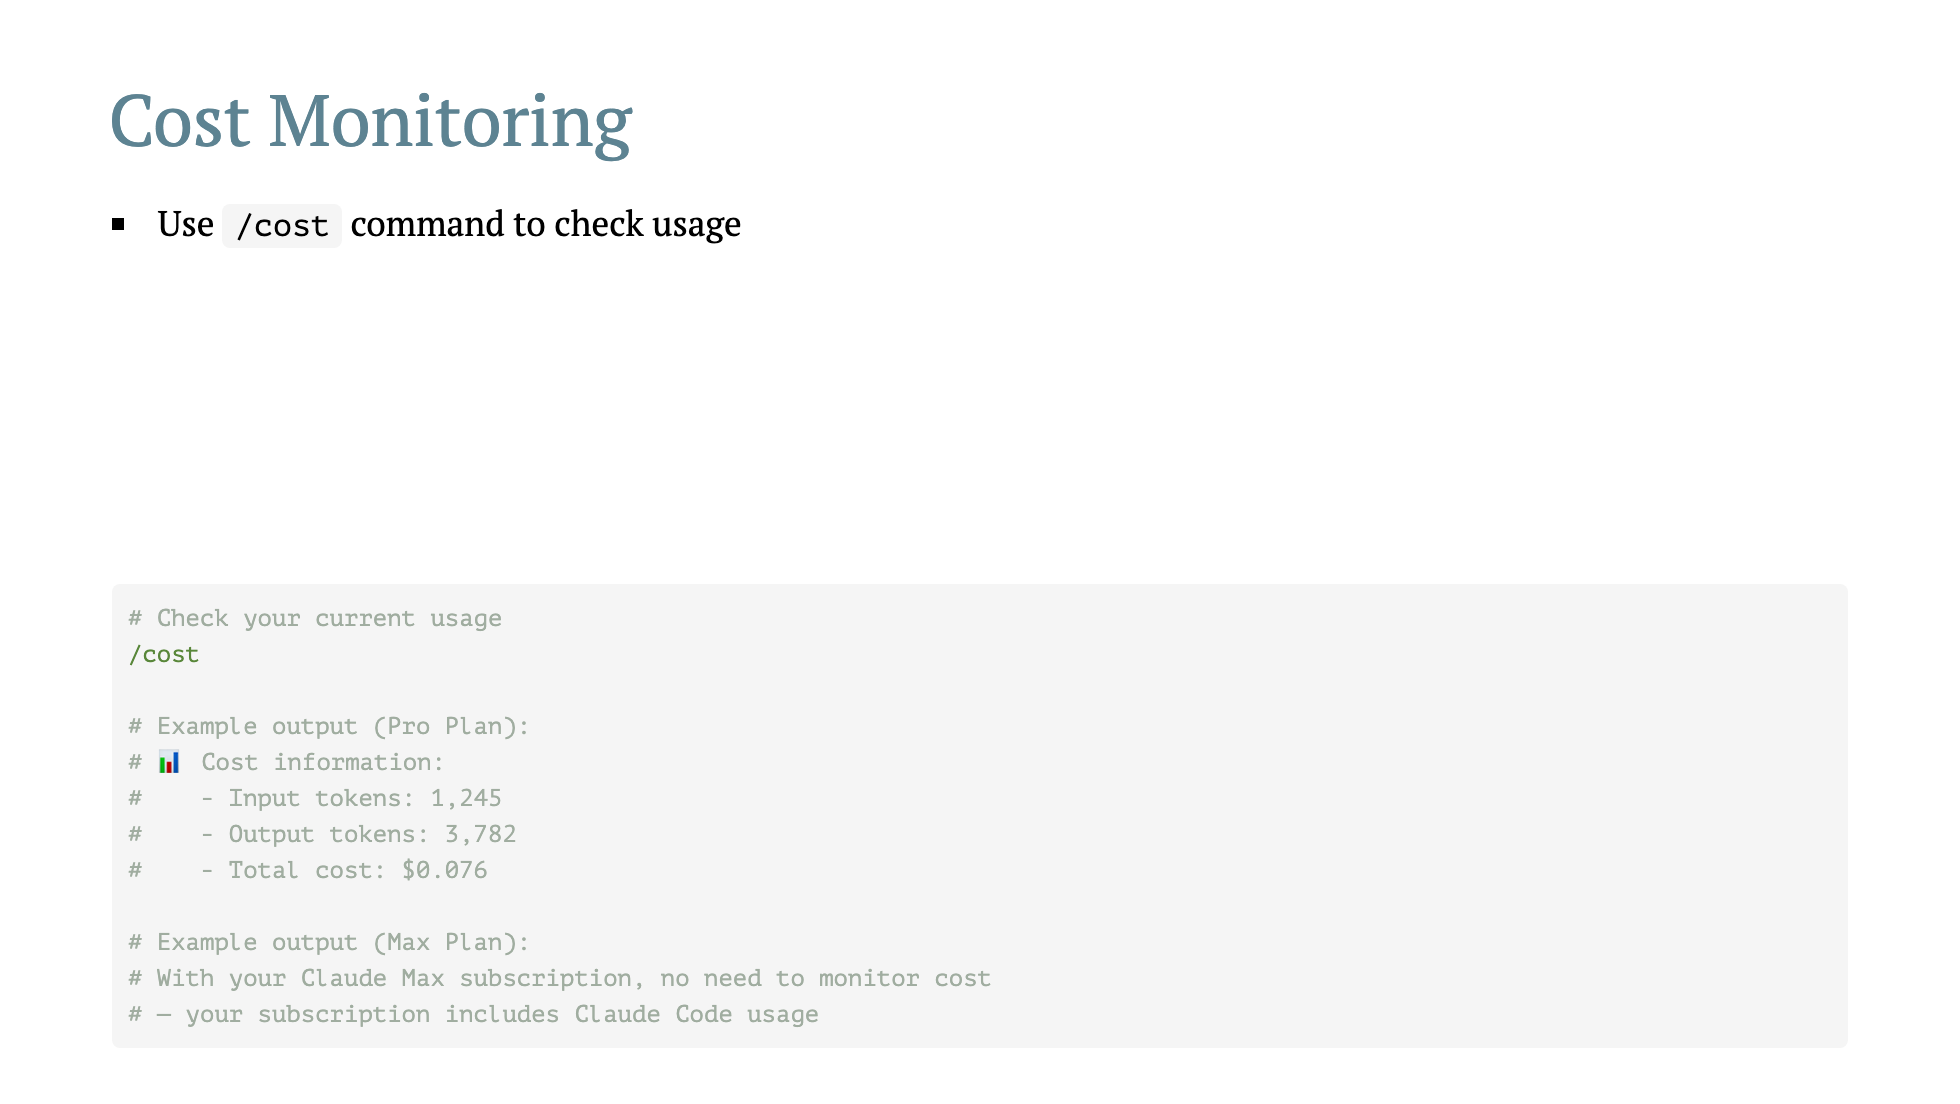 Cost Monitoring
▪ Use /cost command to check usage
# Check your current usage
/cost
# Example output (Pro Plan):
# 📊 Cost information:
#    - Input tokens: 1,245
#    - Output tokens: 3,782
#    - Total cost: $0.076
# Example output (Max Plan):
# With your Claude Max subscription, no need to monitor cost
# — your subscription includes Claude Code usage